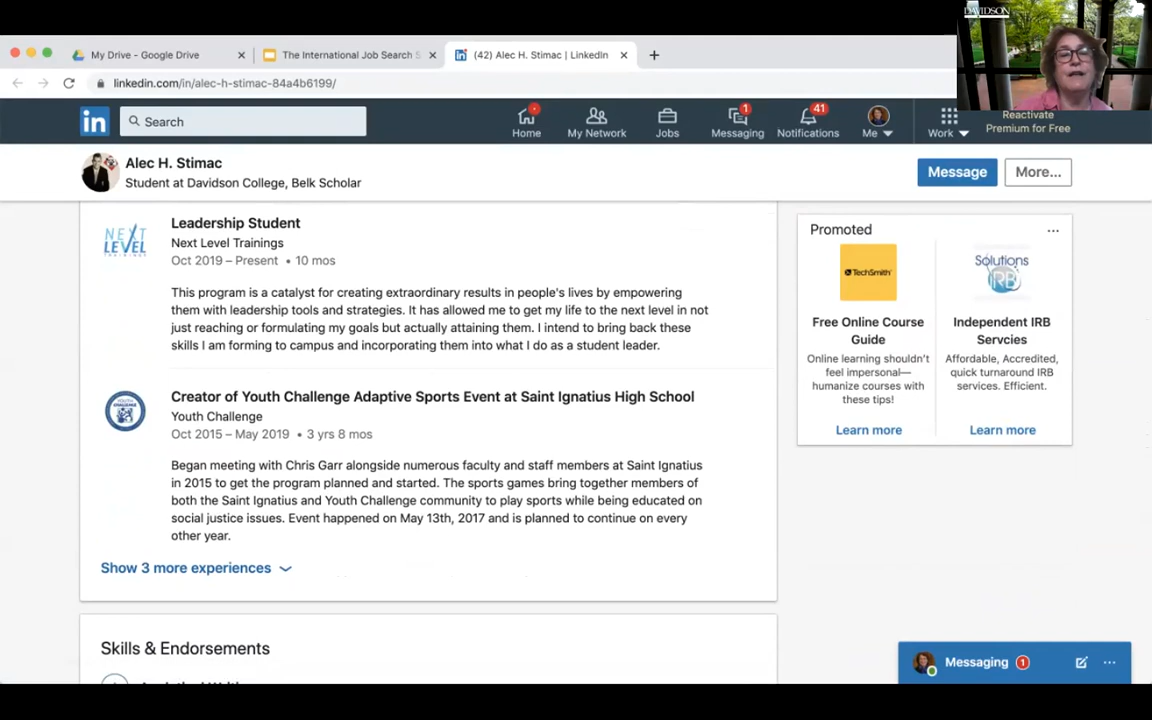 DAVIDSON
My Drive - Google Drive
The International Job Search S
(42) Alec H. Stimac | LinkedIn
linkedin.com/in/alec-h-stimac-84a4b6199/
in
Search
Home
My Network
Jobs
1
Messaging
41
Notifications
Me
Work
Reactivate
Premium for Free
Alec H. Stimac
Student at Davidson College, Belk Scholar
Message
More...
NEXT
LEVEL
TRAININGS
Leadership Student
Next Level Trainings
Oct 2019 – Present • 10 mos
This program is a catalyst for creating extraordinary results in people's lives by empowering
them with leadership tools and strategies. It has allowed me to get my life to the next level in not
just reaching or formulating my goals but actually attaining them. I intend to bring back these
skills I am forming to campus and incorporating them into what I do as a student leader.
Creator of Youth Challenge Adaptive Sports Event at Saint Ignatius High School
Youth Challenge
Oct 2015 – May 2019 • 3 yrs 8 mos
Began meeting with Chris Garr alongside numerous faculty and staff members at Saint Ignatius
in 2015 to get the program planned and started. The sports games bring together members of
both the Saint Ignatius and Youth Challenge community to play sports while being educated on
social justice issues. Event happened on May 13th, 2017 and is planned to continue on every
other year.
Show 3 more experiences
Skills & Endorsements
Promoted
...
TechSmith
Free Online Course
Guide
Online learning shouldn't
feel impersonal—
humanize courses with
these tips!
Learn more
Solutions
IRB
Independent IRB
Servcies
Affordable, Accredited,
quick turnaround IRB
services. Efficient.
Learn more
Messaging 1